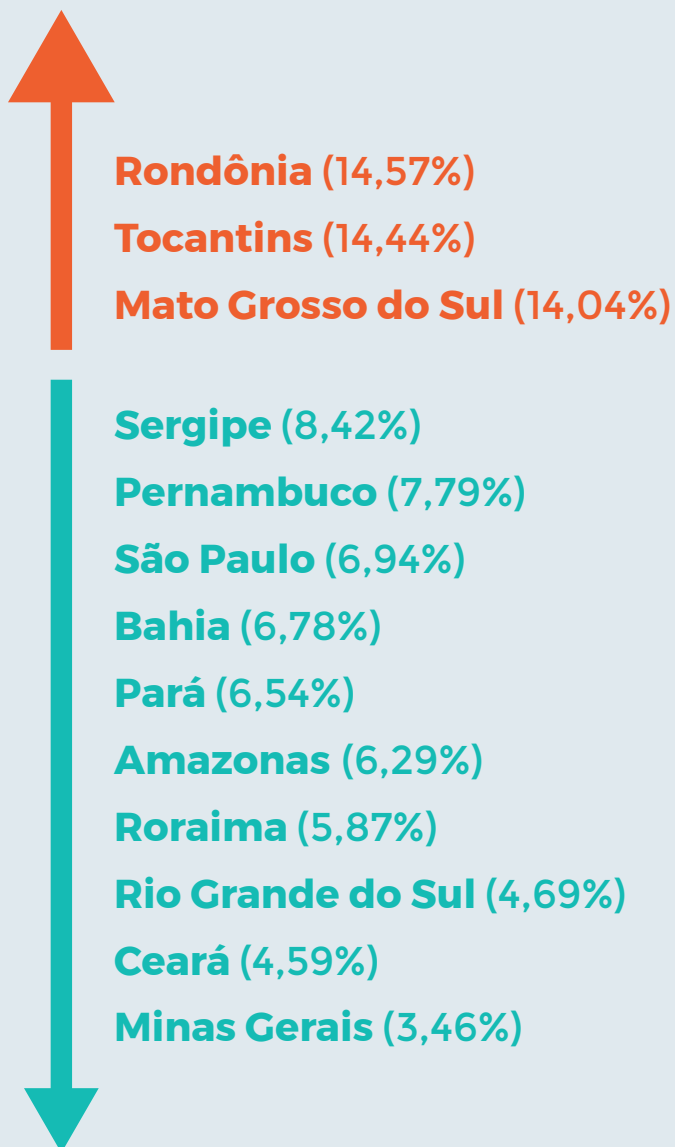 Rondônia (14,57%)
Tocantins (14,44%)
Mato Grosso do Sul (14,04%)
Sergipe (8,42%)
Pernambuco (7,79%)
São Paulo (6,94%)
Bahia (6,78%)
Pará (6,54%)
Amazonas (6,29%)
Roraima (5,87%)
Rio Grande do Sul (4,69%)
Ceará (4,59%)
Minas Gerais (3,46%)